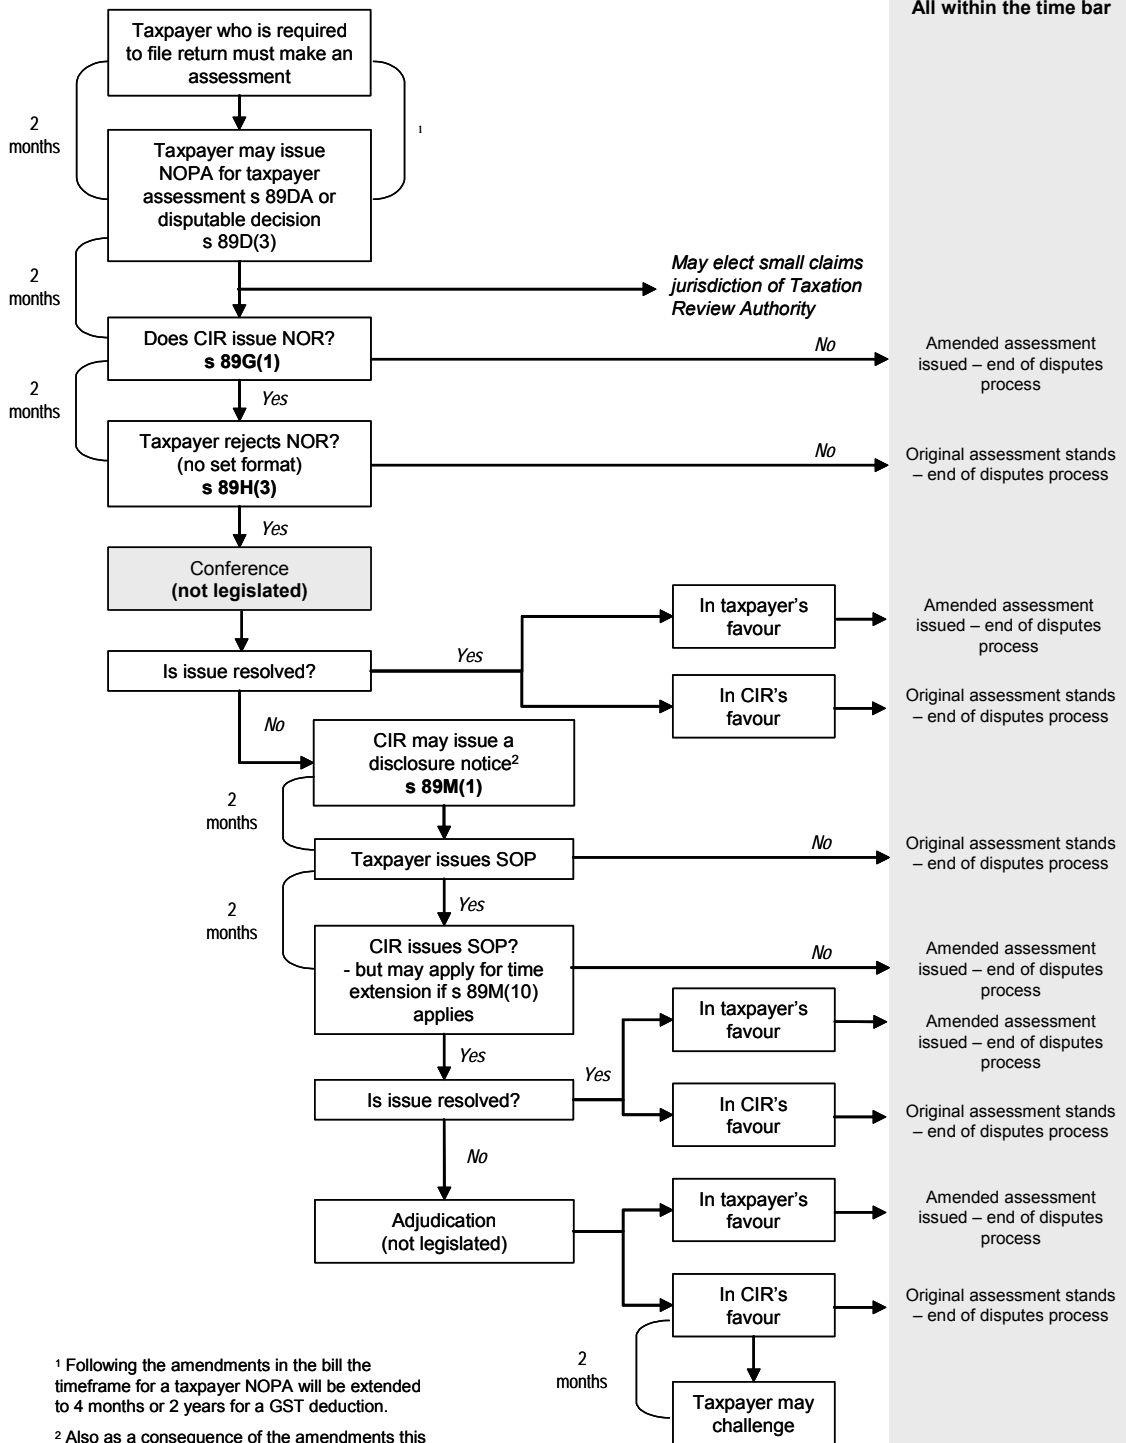 All within the time bar
Taxpayer who is required
to file return must make an
assessment
2
months
1
Taxpayer may issue
NOPA for taxpayer
assessment s 89DA or
disputable decision
s 89D(3)
2
months
May elect small claims
jurisdiction of Taxation
Review Authority
Does CIR issue NOR?
s 89G(1)
No
Amended assessment
issued – end of disputes
process
2
months
Yes
Taxpayer rejects NOR?
(no set format)
s 89H(3)
No
Original assessment stands
– end of disputes process
Yes
Conference
(not legislated)
In taxpayer's
favour
Amended assessment
issued – end of disputes
process
Is issue resolved?
Yes
In CIR's
favour
Original assessment stands
– end of disputes process
No
CIR may issue a
disclosure notice2
s 89M(1)
2
months
Taxpayer issues SOP
No
Original assessment stands
– end of disputes process
Yes
2
months
CIR issues SOP?
- but may apply for time
extension if s 89M(10)
applies
No
Amended assessment
issued – end of disputes
process
In taxpayer's
favour
Amended assessment
issued – end of disputes
process
Yes
Is issue resolved?
Yes
In CIR's
favour
Original assessment stands
– end of disputes process
No
Adjudication
(not legislated)
In taxpayer's
favour
Amended assessment
issued – end of disputes
process
In CIR's
favour
Original assessment stands
– end of disputes process
2
months
Taxpayer may
challenge
1 Following the amendments in the bill the
timeframe for a taxpayer NOPA will be extended
to 4 months or 2 years for a GST deduction.
2 Also as a consequence of the amendments this